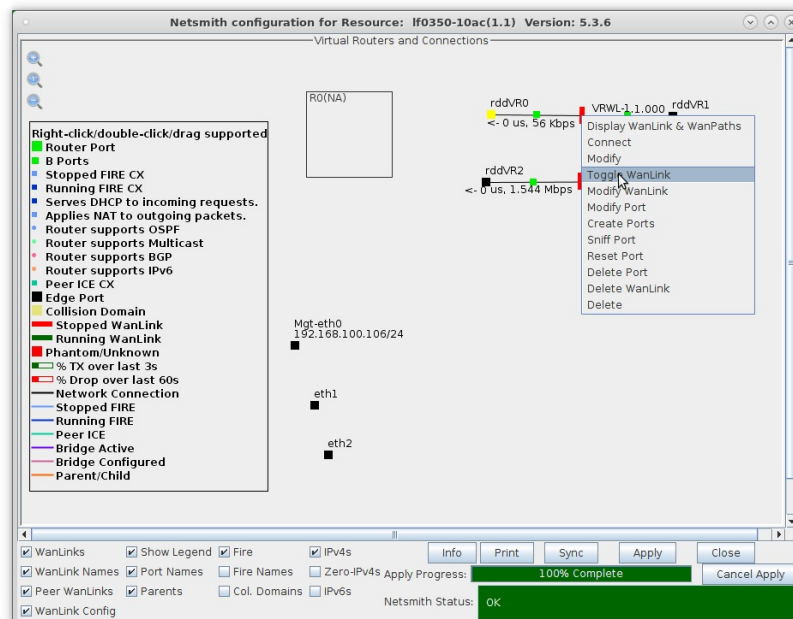 Netsmith configuration for Resource: lf0350-10ac(1.1) Version: 5.3.6
Virtual Routers and Connections
R0(NA)
rddVR0
VRWL-1.1.000
rddVR1
<- 0 us, 56 Kbps
rddVR2
<- 0 us, 1.544 Mbps
Display WanLink & WanPaths
Connect
Modify
Toggle WanLink
Modify WanLink
Modify Port
Create Ports
Sniff Port
Reset Port
Delete Port
Delete WanLink
Delete
Right-click/double-click/drag supported
Router Port
B Ports
Stopped FIRE CX
Running FIRE CX
Serves DHCP to incoming requests.
Applies NAT to outgoing packets.
Router supports OSPF
Router supports Multicast
Router supports BGP
Router supports IPv6
Peer ICE CX
Edge Port
Collision Domain
Stopped WanLink
Running WanLink
Phantom/Unknown
% TX over last 3s
% Drop over last 60s
Network Connection
Stopped FIRE
Running FIRE
Peer ICE
Bridge Active
Bridge Configured
Parent/Child
Mgt-eth0
192.168.100.106/24
eth1
eth2
WanLinks Show Legend Fire IPv4s Info Print Sync Apply Close
WanLink Names Port Names Fire Names Zero-IPv4s Apply Progress: 100% Complete Cancel Apply
Peer WanLinks Parents Col. Domains IPv6s Netsmith Status: OK
WanLink Config